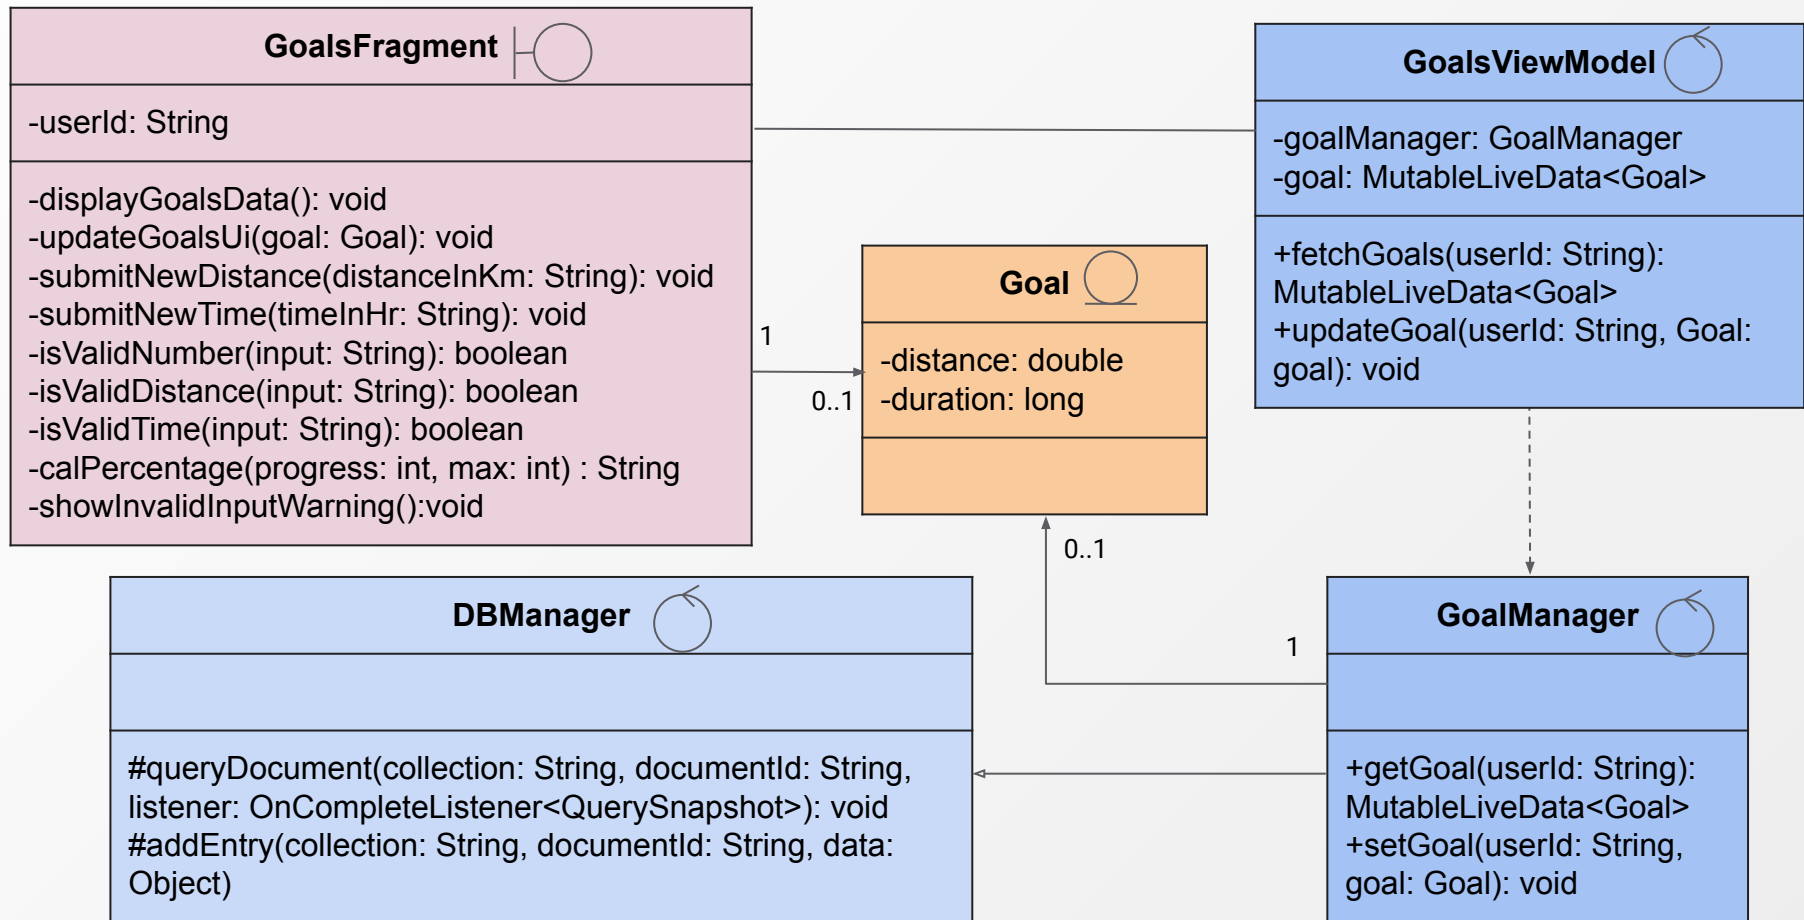 GoalsFragment
-userId: String
-displayGoalsData(): void
-updateGoalsUi(goal: Goal): void
-submitNewDistance(distanceInKm: String): void
-submitNewTime(timeInHr: String): void
-isValidNumber(input: String): boolean
-isValidDistance(input: String): boolean
-isValidTime(input: String): boolean
-calPercentage(progress: int, max: int) : String
-showInvalidInputWarning():void
1
0..1
Goal
-distance: double
-duration: long
GoalsViewModel
-goalManager: GoalManager
-goal: MutableLiveData<Goal>
+fetchGoals(userId: String):
MutableLiveData<Goal>
+updateGoal(userId: String, Goal:
goal): void
0..1
1
DBManager
#queryDocument(collection: String, documentId: String,
listener: OnCompleteListener<QuerySnapshot>): void
#addEntry(collection: String, documentId: String, data:
Object)
GoalManager
+getGoal(userId: String):
MutableLiveData<Goal>
+setGoal(userId: String,
goal: Goal): void